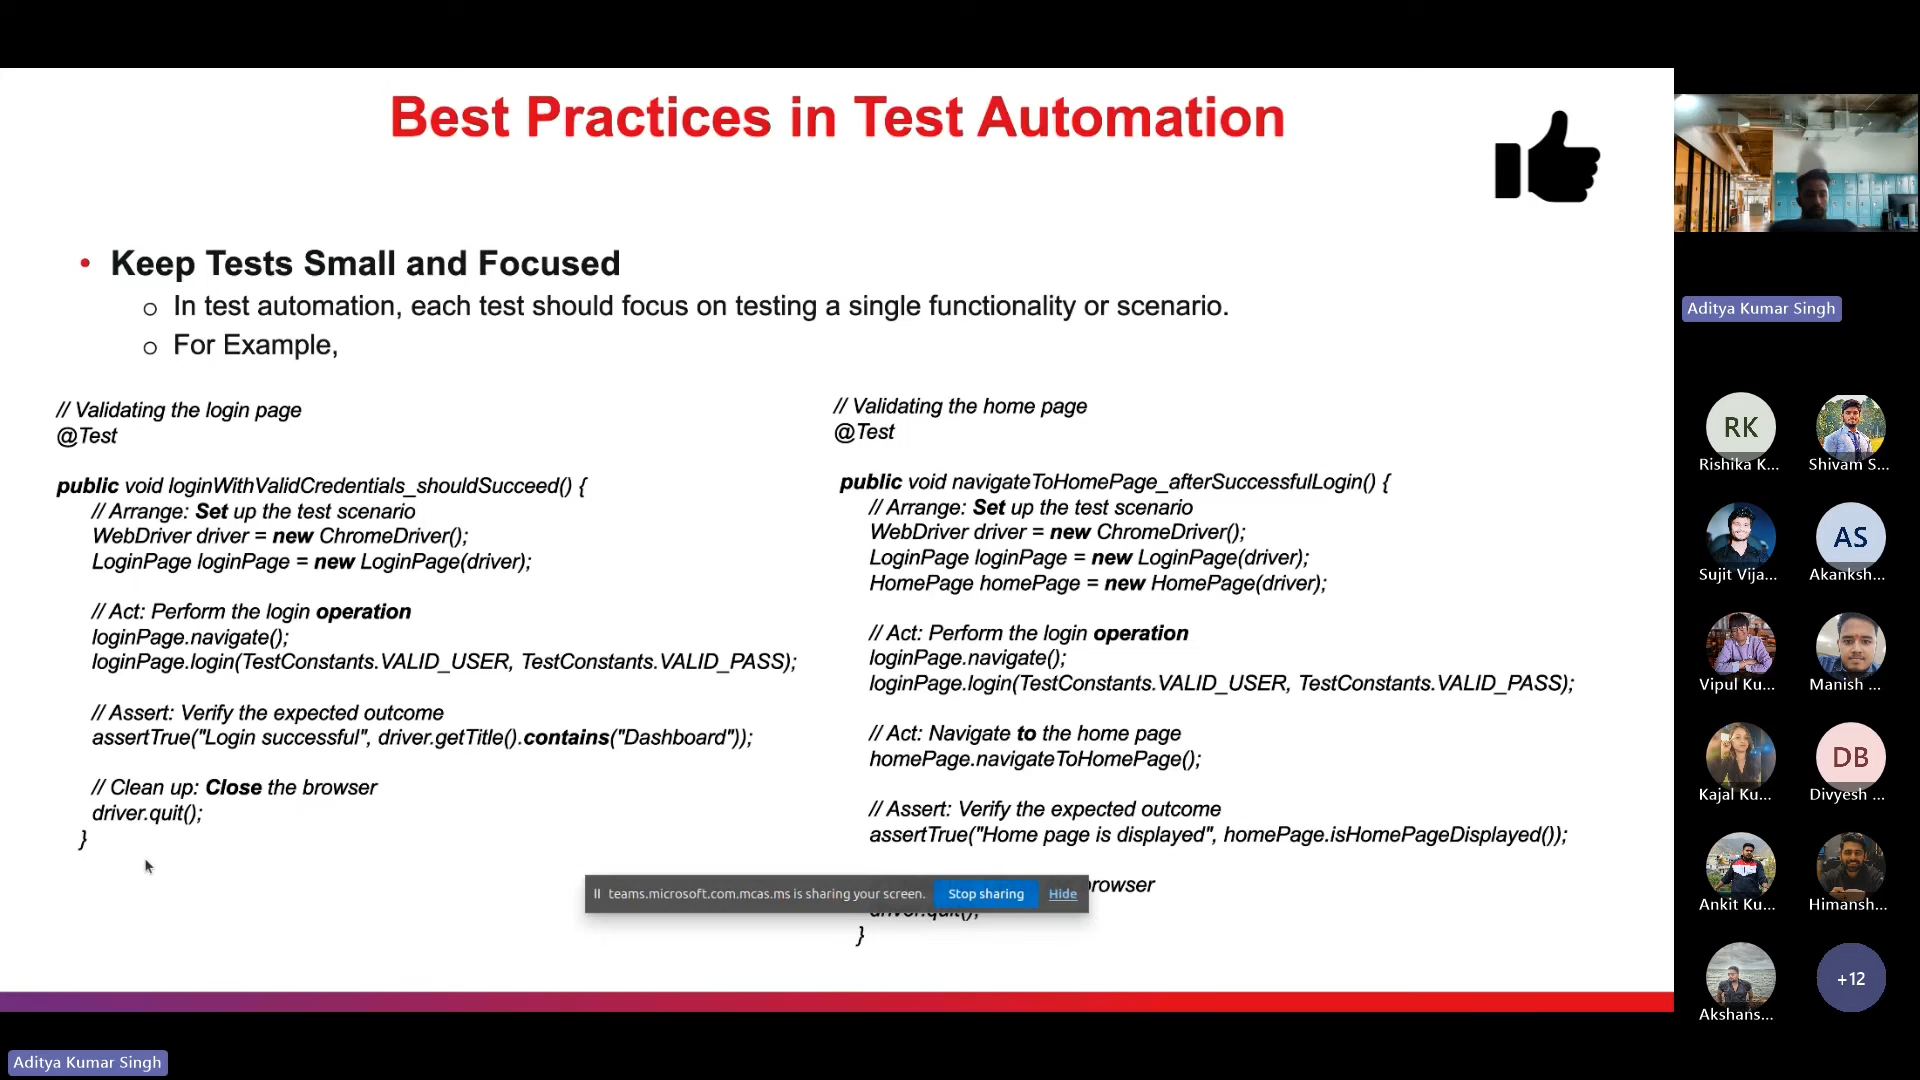 Best Practices in Test Automation
• Keep Tests Small and Focused
o In test automation, each test should focus on testing a single functionality or scenario.
o For Example,
// Validating the login page
@Test
public void loginWithValidCredentials_shouldSucceed() {
// Arrange: Set up the test scenario
WebDriver driver = new ChromeDriver();
LoginPage loginPage = new LoginPage(driver);
// Act: Perform the login operation
loginPage.navigate();
loginPage.login(TestConstants.VALID_USER, TestConstants.VALID_PASS);
// Assert: Verify the expected outcome
assertTrue("Login successful", driver.getTitle().contains("Dashboard"));
// Clean up: Close the browser
driver.quit();
}
// Validating the home page
@Test
public void navigateToHomePage_afterSuccessfulLogin() {
// Arrange: Set up the test scenario
WebDriver driver = new ChromeDriver();
LoginPage loginPage = new LoginPage(driver);
HomePage homePage = new HomePage(driver);
// Act: Perform the login operation
loginPage.navigate();
loginPage.login(TestConstants.VALID_USER, TestConstants.VALID_PASS);
// Act: Navigate to the home page
homePage.navigateToHomePage();
// Assert: Verify the expected outcome
assertTrue("Home page is displayed", homePage.isHomePageDisplayed());
browser
driver.quit();
}
teams.microsoft.com.mcas.ms is sharing your screen. Stop sharing Hide
Aditya Kumar Singh
RK
Rishika K... Shivam S...
AS
Sujit Vija... Akanksh...
Vipul Ku... Manish ...
DB
Kajal Ku... Divyesh ...
Ankit Ku... Himansh...
+12
Akshans...
Aditya Kumar Singh